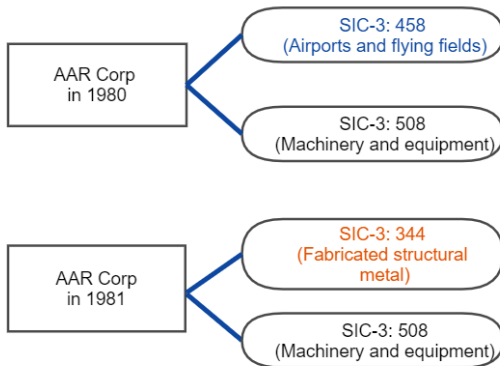 SIC-3: 458
(Airports and flying fields)
AAR Corp
in 1980
SIC-3: 508
(Machinery and equipment)
SIC-3: 344
(Fabricated structural
metal)
AAR Corp
in 1981
SIC-3: 508
(Machinery and equipment)